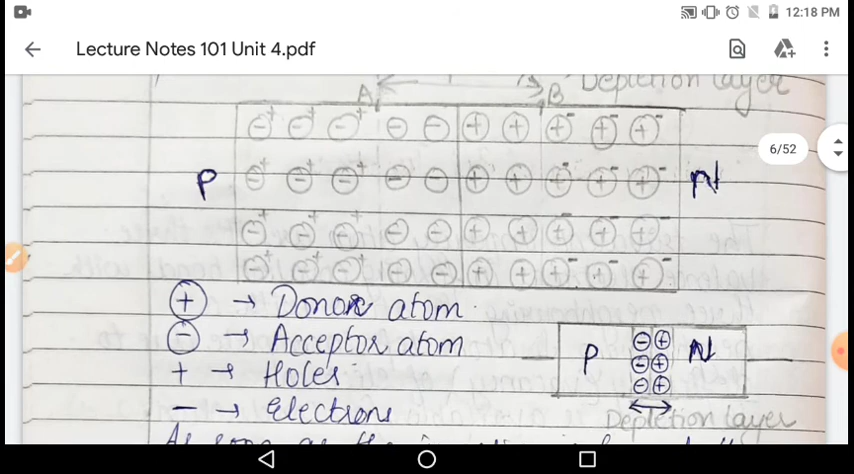 12:18 PM
Lecture Notes 101 Unit 4.pdf
A B Depletion layer
6/52
P N
+ → Donor atom
- → Acceptor atom
P N
+ → Holes
- → Electrons
Depletion layer
As